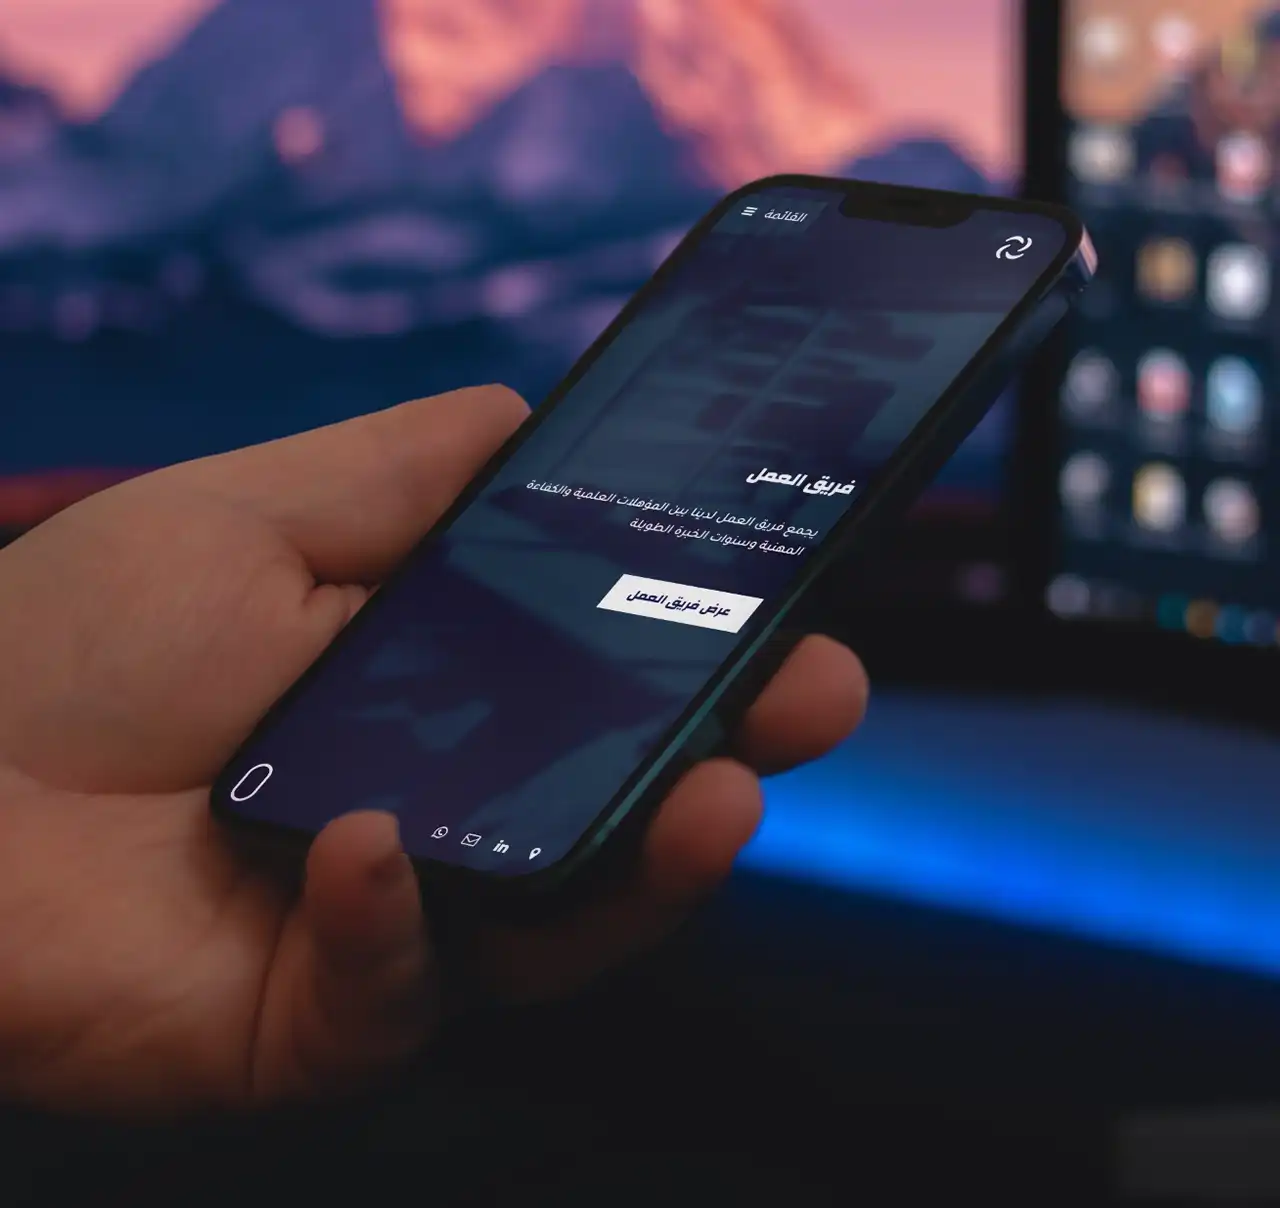 القائمة
فريق العمل
يجمع فريق العمل لدينا بين المؤهلات العلمية والكفاءة
المهنية وسنوات الخبرة الطويلة
عرض فريق العمل
in